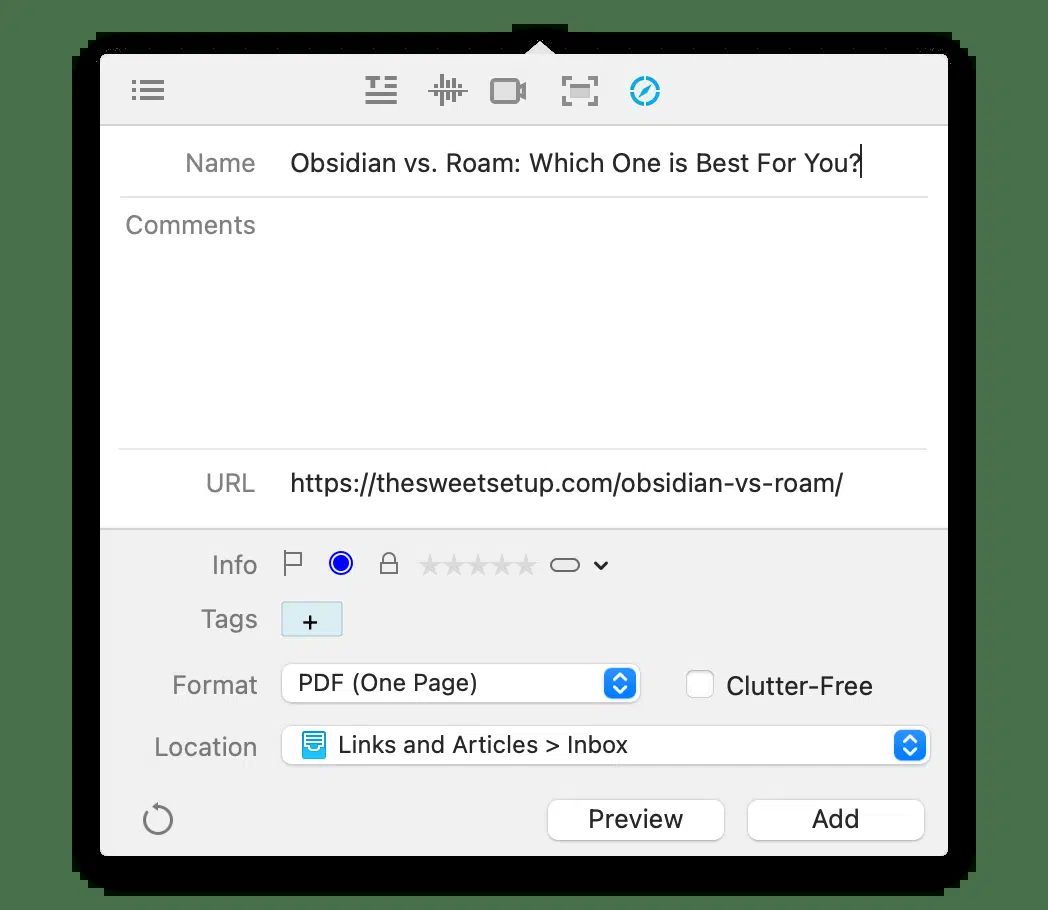 Name Obsidian vs. Roam: Which One is Best For You?
Comments
URL https://thesweetsetup.com/obsidian-vs-roam/
Info
Tags +
Format PDF (One Page) Clutter-Free
Location Links and Articles > Inbox
Preview Add